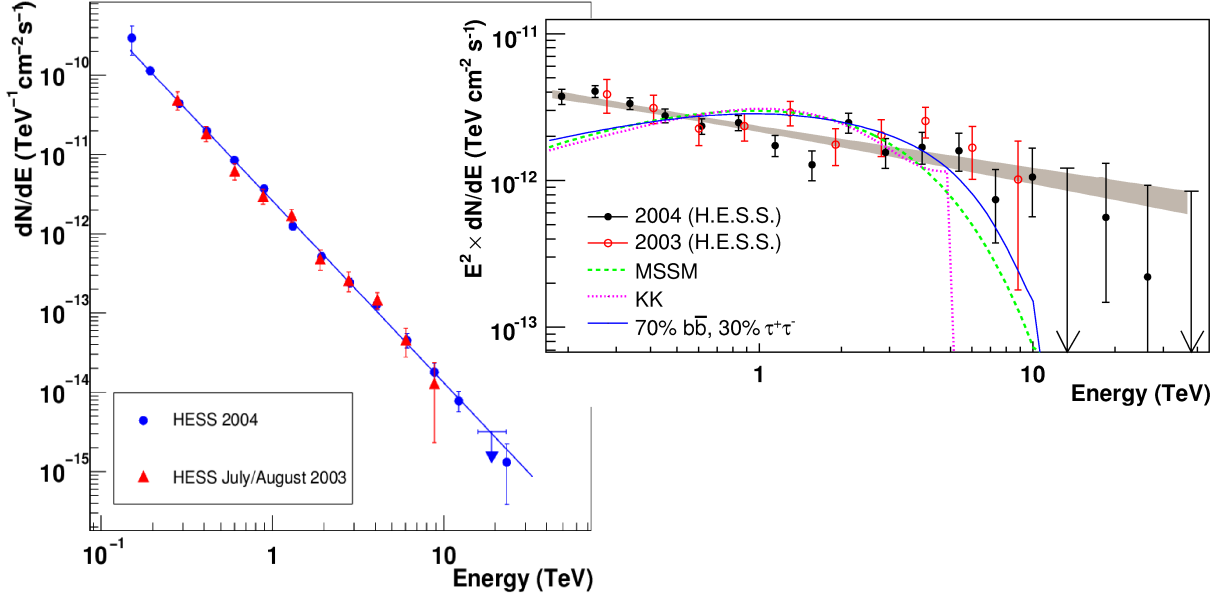 dN/dE (TeV⁻¹cm⁻²s⁻¹)
10⁻¹⁰
10⁻¹¹
10⁻¹²
10⁻¹³
10⁻¹⁴
10⁻¹⁵
HESS 2004
HESS July/August 2003
10⁻¹ 1 10
Energy (TeV)
E² × dN/dE (TeV cm⁻² s⁻¹)
10⁻¹¹
10⁻¹²
10⁻¹³
2004 (H.E.S.S.)
2003 (H.E.S.S.)
MSSM
KK
70% bb̅, 30% τ⁺τ⁻
1 10
Energy (TeV)